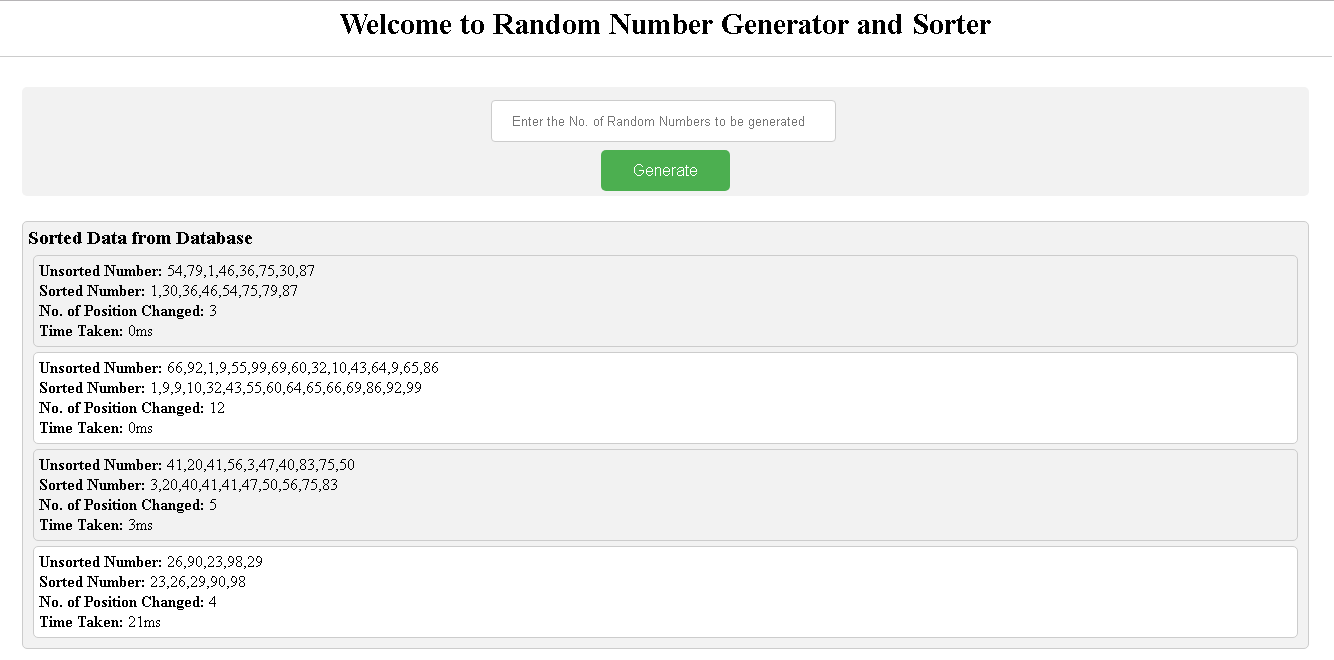 Welcome to Random Number Generator and Sorter
Enter the No. of Random Numbers to be generated
Generate
Sorted Data from Database
Unsorted Number: 54,79,1,46,36,75,30,87
Sorted Number: 1,30,36,46,54,75,79,87
No. of Position Changed: 3
Time Taken: 0ms
Unsorted Number: 66,92,1,9,55,99,69,60,32,10,43,64,9,65,86
Sorted Number: 1,9,9,10,32,43,55,60,64,65,66,69,86,92,99
No. of Position Changed: 12
Time Taken: 0ms
Unsorted Number: 41,20,41,56,3,47,40,83,75,50
Sorted Number: 3,20,40,41,41,47,50,56,75,83
No. of Position Changed: 5
Time Taken: 3ms
Unsorted Number: 26,90,23,98,29
Sorted Number: 23,26,29,90,98
No. of Position Changed: 4
Time Taken: 21ms